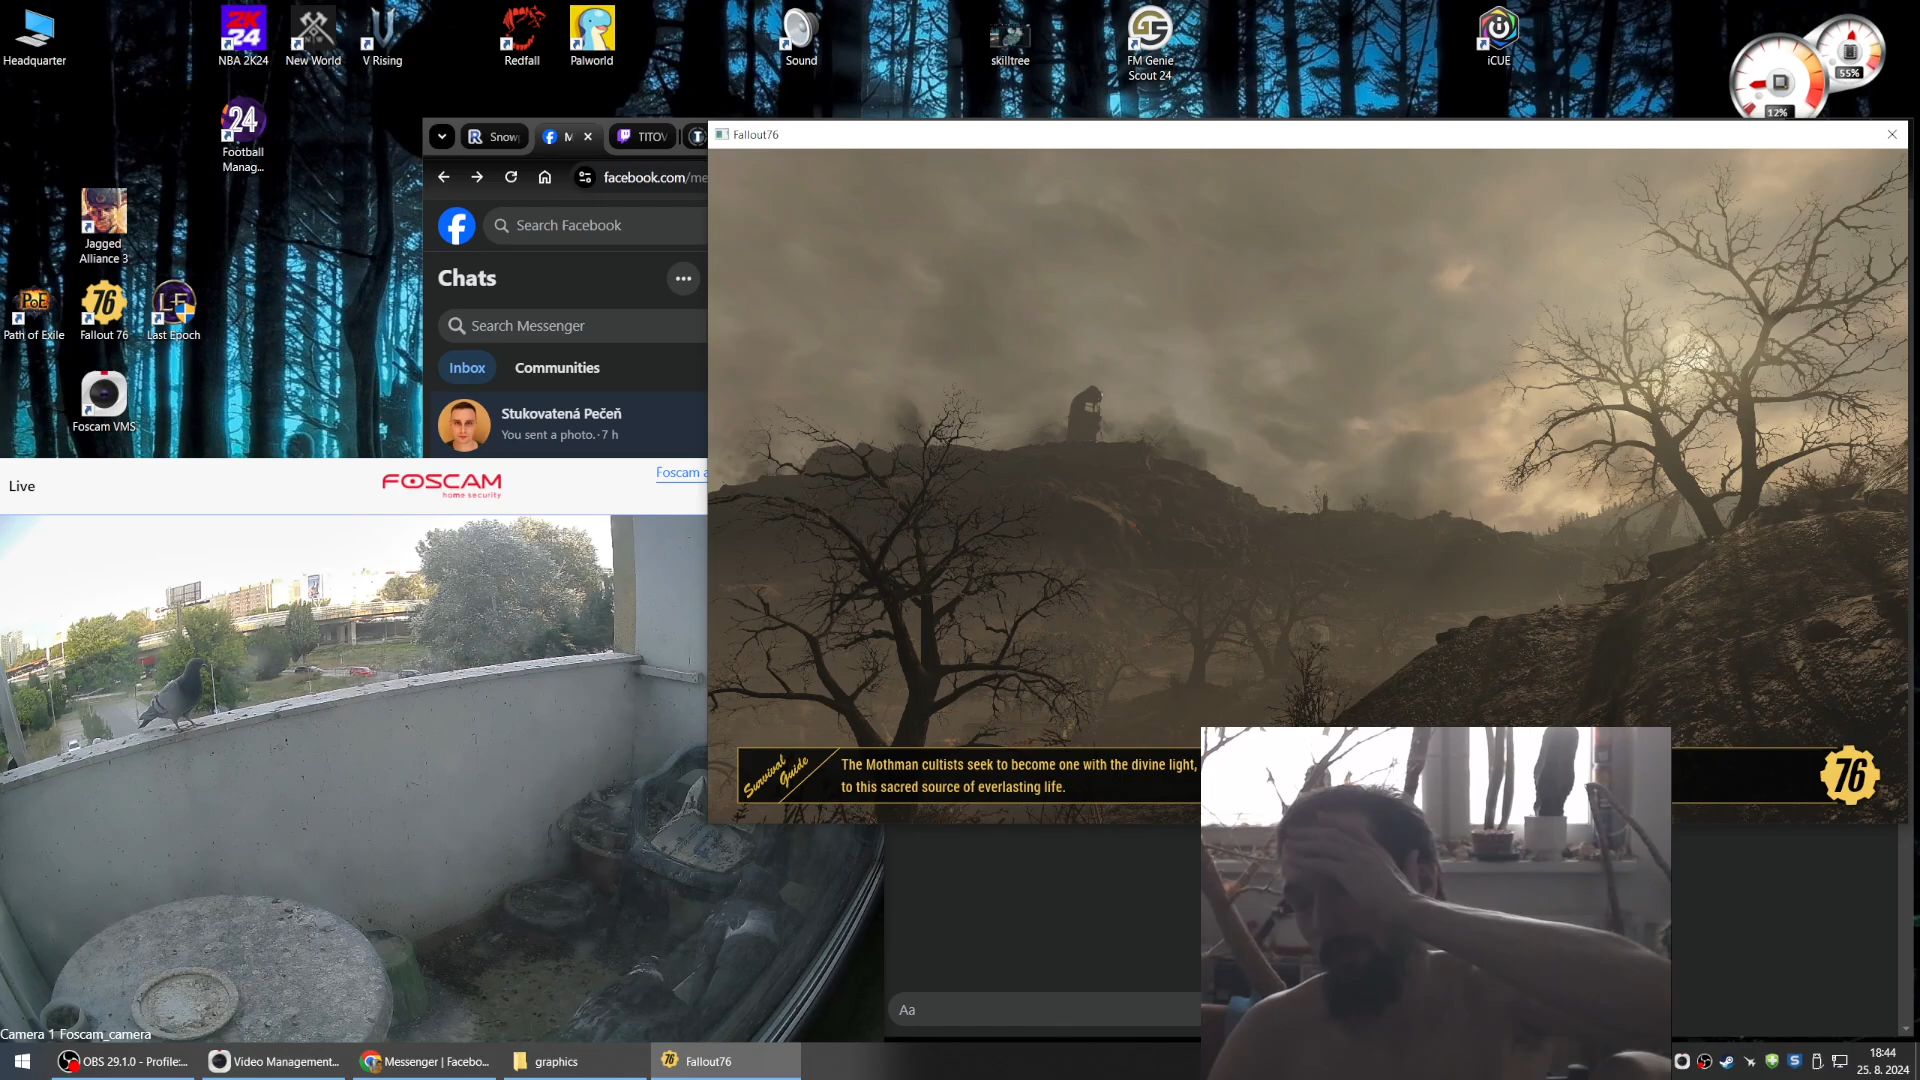 Headquarter
NBA 2K24
New World
V Rising
Redfall
Palworld
Sound
skilltree
FM Genie
Scout 24
iCUE
55%
12%
24
Football
Manag...
Jagged
Alliance 3
Path of Exile
Fallout 76
Last Epoch
Foscam VMS
Snow
M
TITOV
facebook.com/me
Search Facebook
Chats
Search Messenger
Inbox
Communities
Stukovatená Pečeň
You sent a photo. · 7 h
Fallout76
Live
FOSCAM
home security
Foscam a
Survival
Guide
The Mothman cultists seek to become one with the divine light,
to this sacred source of everlasting life.
76
Aa
Camera 1 Foscam_camera
OBS 29.1.0 - Profile:...
Video Management...
Messenger | Facebo...
graphics
Fallout76
18:44
25. 8. 2024